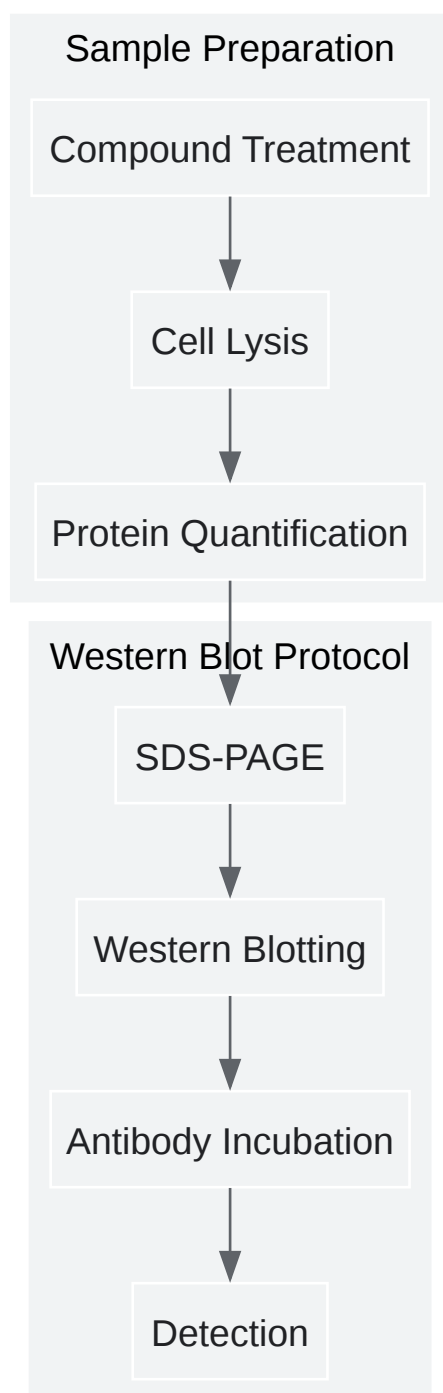 Sample Preparation
Compound Treatment
Cell Lysis
Protein Quantification
Western Blot Protocol
SDS-PAGE
Western Blotting
Antibody Incubation
Detection